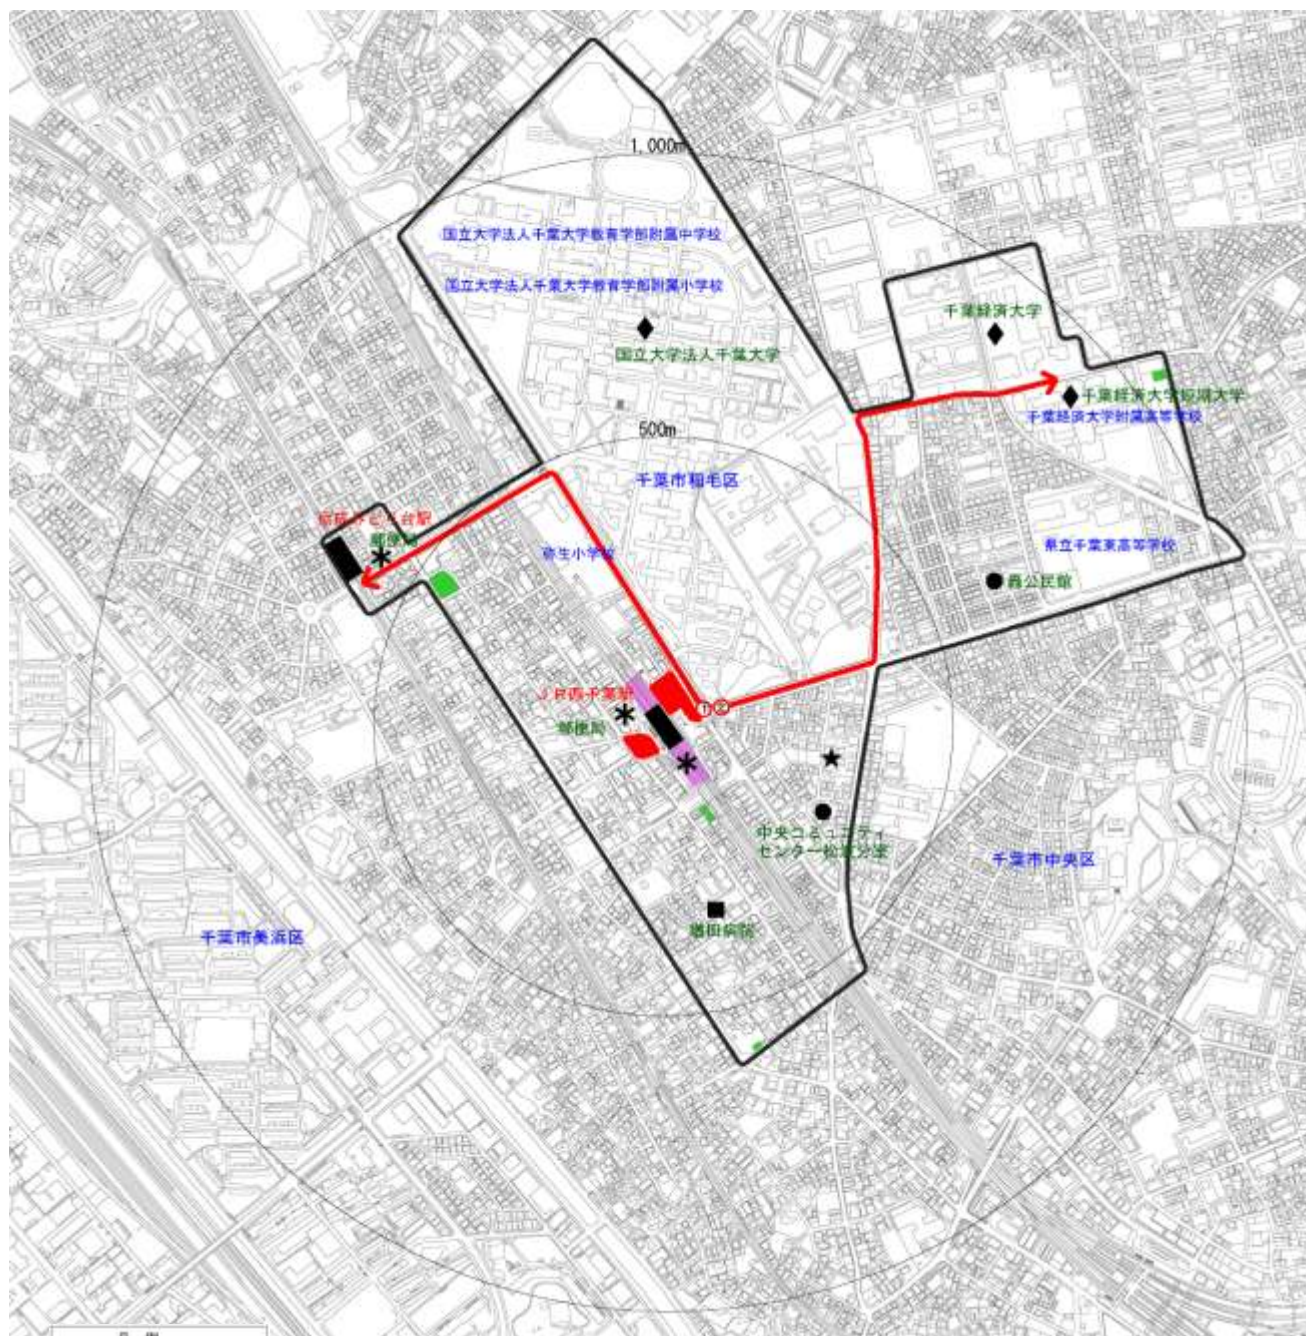 1,000m
国立大学法人千葉大学教育学部附属中学校
国立大学法人千葉大学教育学部附属小学校
千葉経済大学
国立大学法人千葉大学
千葉経済大学短期大学
千葉経済大学附属高等学校
500m
千葉市稲毛区
郵便局
弥生小学校
県立千葉東高等学校
轟公民館
JR西千葉駅
①②
郵便局
中央コミュニティ
センター松波分室
千葉市中央区
千葉市美浜区